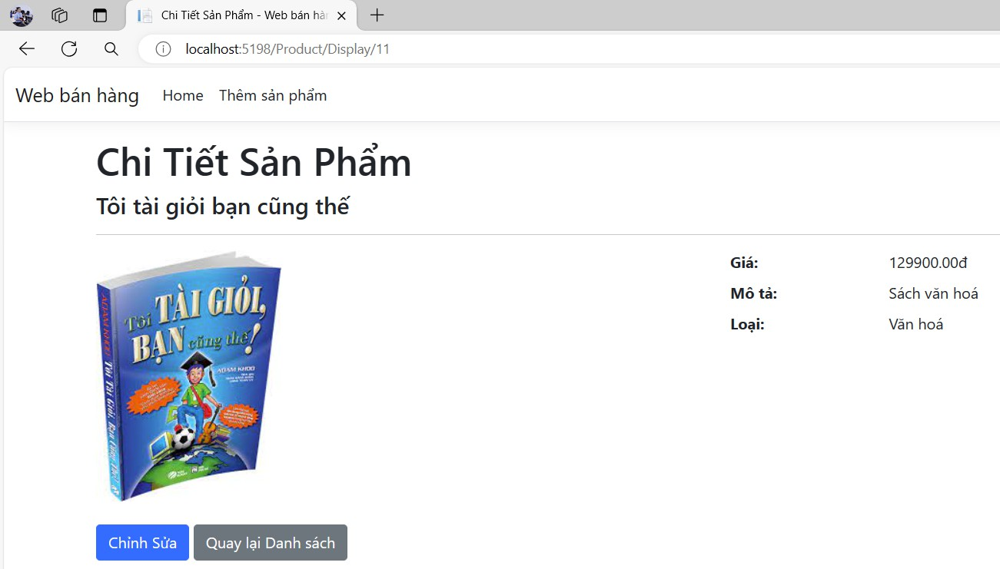 Chi Tiết Sản Phẩm - Web bán hàn
localhost:5198/Product/Display/11
Web bán hàng Home Thêm sản phẩm
Chi Tiết Sản Phẩm
Tôi tài giỏi bạn cũng thế
Tôi TÀI GIỎI,
BẠN cũng thế!
ADAM KHOO
ADAM KHOO Tôi Tài Giỏi, Bạn Cũng Thế!
Giá: 129900.00đ
Mô tả: Sách văn hoá
Loại: Văn hoá
Chỉnh Sửa Quay lại Danh sách